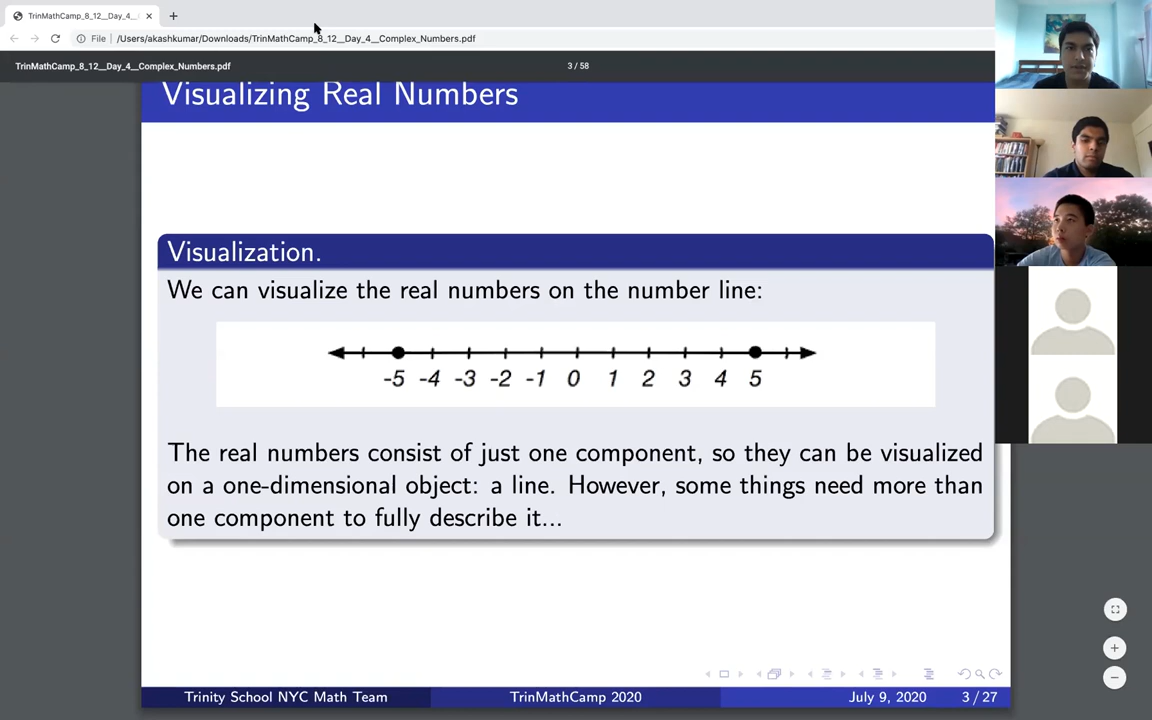 TrinMathCamp_8_12__Day_4__
File
/Users/akashkumar/Downloads/TrinMathCamp_8_12__Day_4__Complex_Numbers.pdf
TrinMathCamp_8_12__Day_4__Complex_Numbers.pdf
3 / 58
Visualizing Real Numbers
Visualization.
We can visualize the real numbers on the number line:
-5 -4 -3 -2 -1 0 1 2 3 4 5
The real numbers consist of just one component, so they can be visualized
on a one-dimensional object: a line. However, some things need more than
one component to fully describe it...
Trinity School NYC Math Team
TrinMathCamp 2020
July 9, 2020
3 / 27